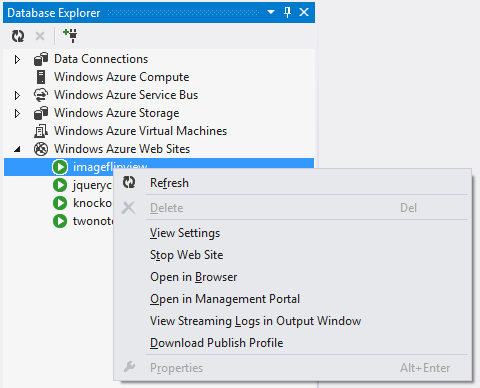 Database Explorer
Data Connections
Windows Azure Compute
Windows Azure Service Bus
Windows Azure Storage
Windows Azure Virtual Machines
Windows Azure Web Sites
imageflipview
Refresh
Delete Del
View Settings
Stop Web Site
Open in Browser
Open in Management Portal
View Streaming Logs in Output Window
Download Publish Profile
Properties Alt+Enter
jqueryc
knocko
twonot